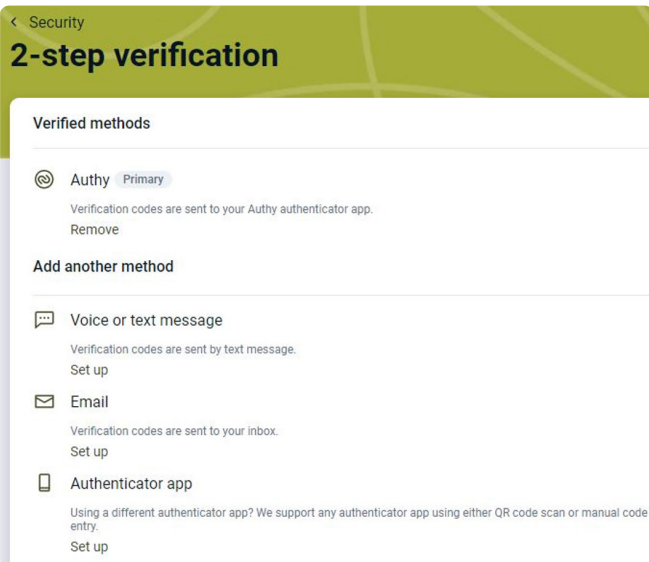 Security
2-step verification
Verified methods
Authy Primary
Verification codes are sent to your Authy authenticator app.
Remove
Add another method
Voice or text message
Verification codes are sent by text message.
Set up
Email
Verification codes are sent to your inbox.
Set up
Authenticator app
Using a different authenticator app? We support any authenticator app using either QR code scan or manual code
entry.
Set up